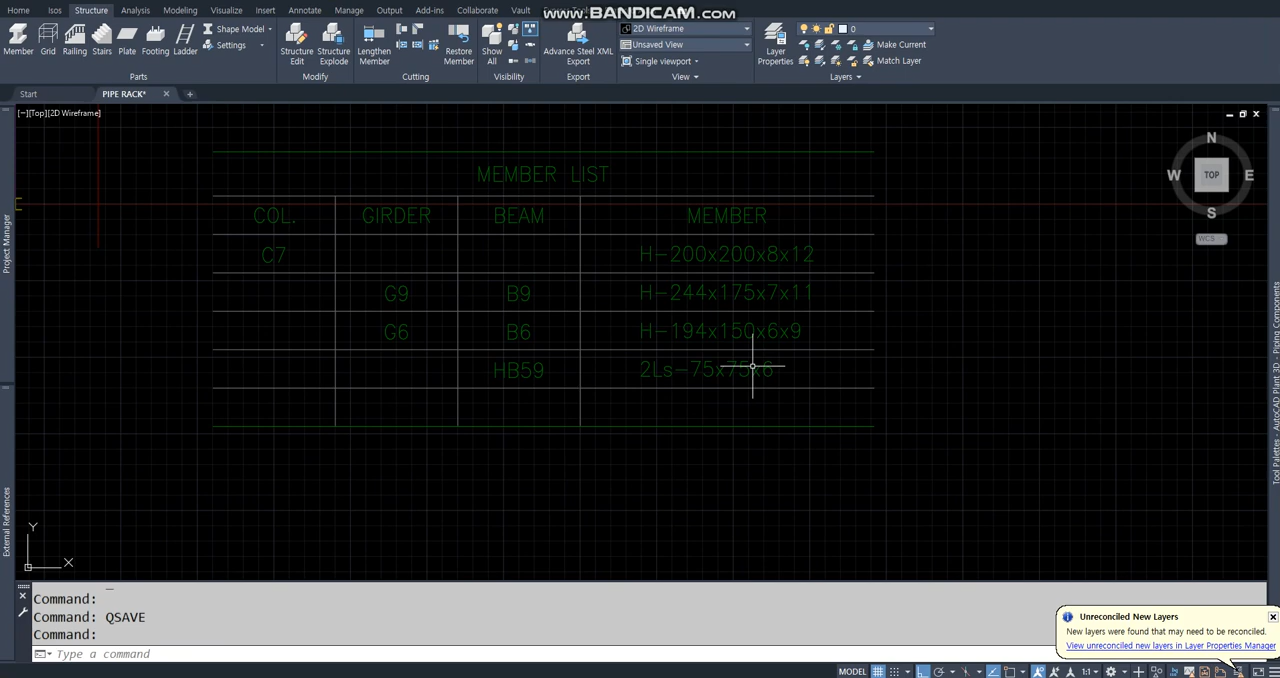 www.BANDICAM.com
Home Structure Analysis Modeling Visualize Insert Annotate Manage Output Add-ins Collaborate Vault
Isos
Member Grid Railing Stairs Plate Footing Ladder
Shape Model
Settings
Parts
Structure Edit
Structure Explode
Modify
Lengthen Member
Restore Member
Cutting
Show All
Visibility
Advance Steel XML Export
Export
2D Wireframe
Unsaved View
Single viewport
View
Layer Properties
0
Make Current
Match Layer
Layers
Start
PIPE RACK*
[−][Top][2D Wireframe]
N
W TOP E
S
WCS
Project Manager
External References
Tool Palettes - AutoCAD Plant 3D - Piping Components
MEMBER LIST
COL. GIRDER BEAM MEMBER
C7 H-200x200x8x12
G9 B9 H-244x175x7x11
G6 B6 H-194x150x6x9
HB59 2Ls-75x75x6
Y
X
Command:
Command: QSAVE
Command:
Type a command
Unreconciled New Layers
New layers were found that may need to be reconciled.
View unreconciled new layers in Layer Properties Manager
MODEL
1:1